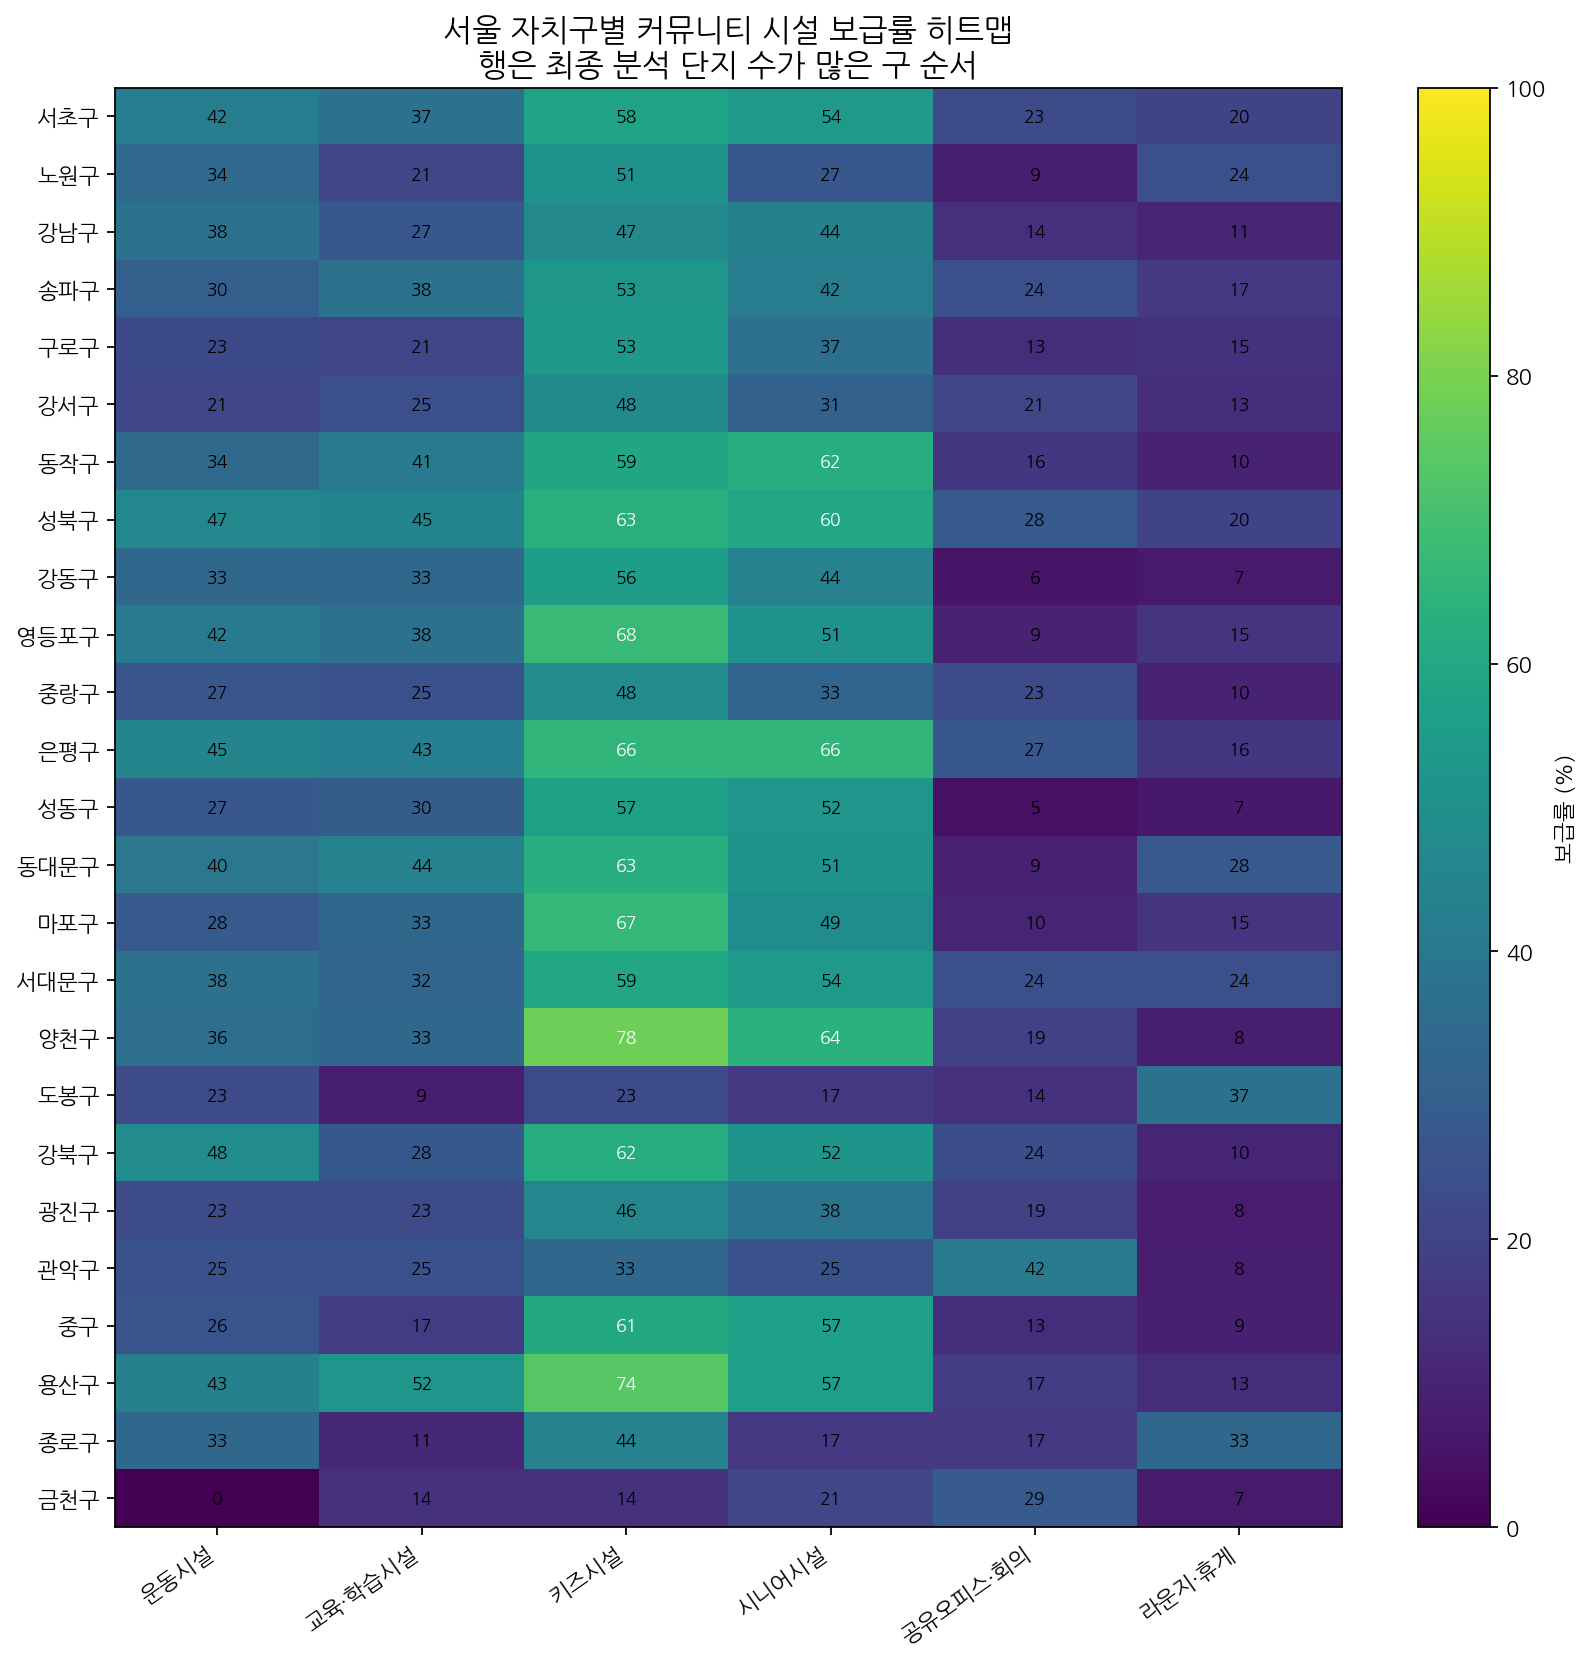 서울 자치구별 커뮤니티 시설 보급률 히트맵
행은 최종 분석 단지 수가 많은 구 순서
서초구 42 37 58 54 23 20
노원구 34 21 51 27 9 24
강남구 38 27 47 44 14 11
송파구 30 38 53 42 24 17
구로구 23 21 53 37 13 15
강서구 21 25 48 31 21 13
동작구 34 41 59 62 16 10
성북구 47 45 63 60 28 20
강동구 33 33 56 44 6 7
영등포구 42 38 68 51 9 15
중랑구 27 25 48 33 23 10
은평구 45 43 66 66 27 16
성동구 27 30 57 52 5 7
동대문구 40 44 63 51 9 28
마포구 28 33 67 49 10 15
서대문구 38 32 59 54 24 24
양천구 36 33 78 64 19 8
도봉구 23 9 23 17 14 37
강북구 48 28 62 52 24 10
광진구 23 23 46 38 19 8
관악구 25 25 33 25 42 8
중구 26 17 61 57 13 9
용산구 43 52 74 57 17 13
종로구 33 11 44 17 17 33
금천구 0 14 14 21 29 7
운동시설 교육·학습시설 키즈시설 시니어시설 공유오피스·회의 라운지·휴게
100
80
60
40
20
0
보급률 (%)